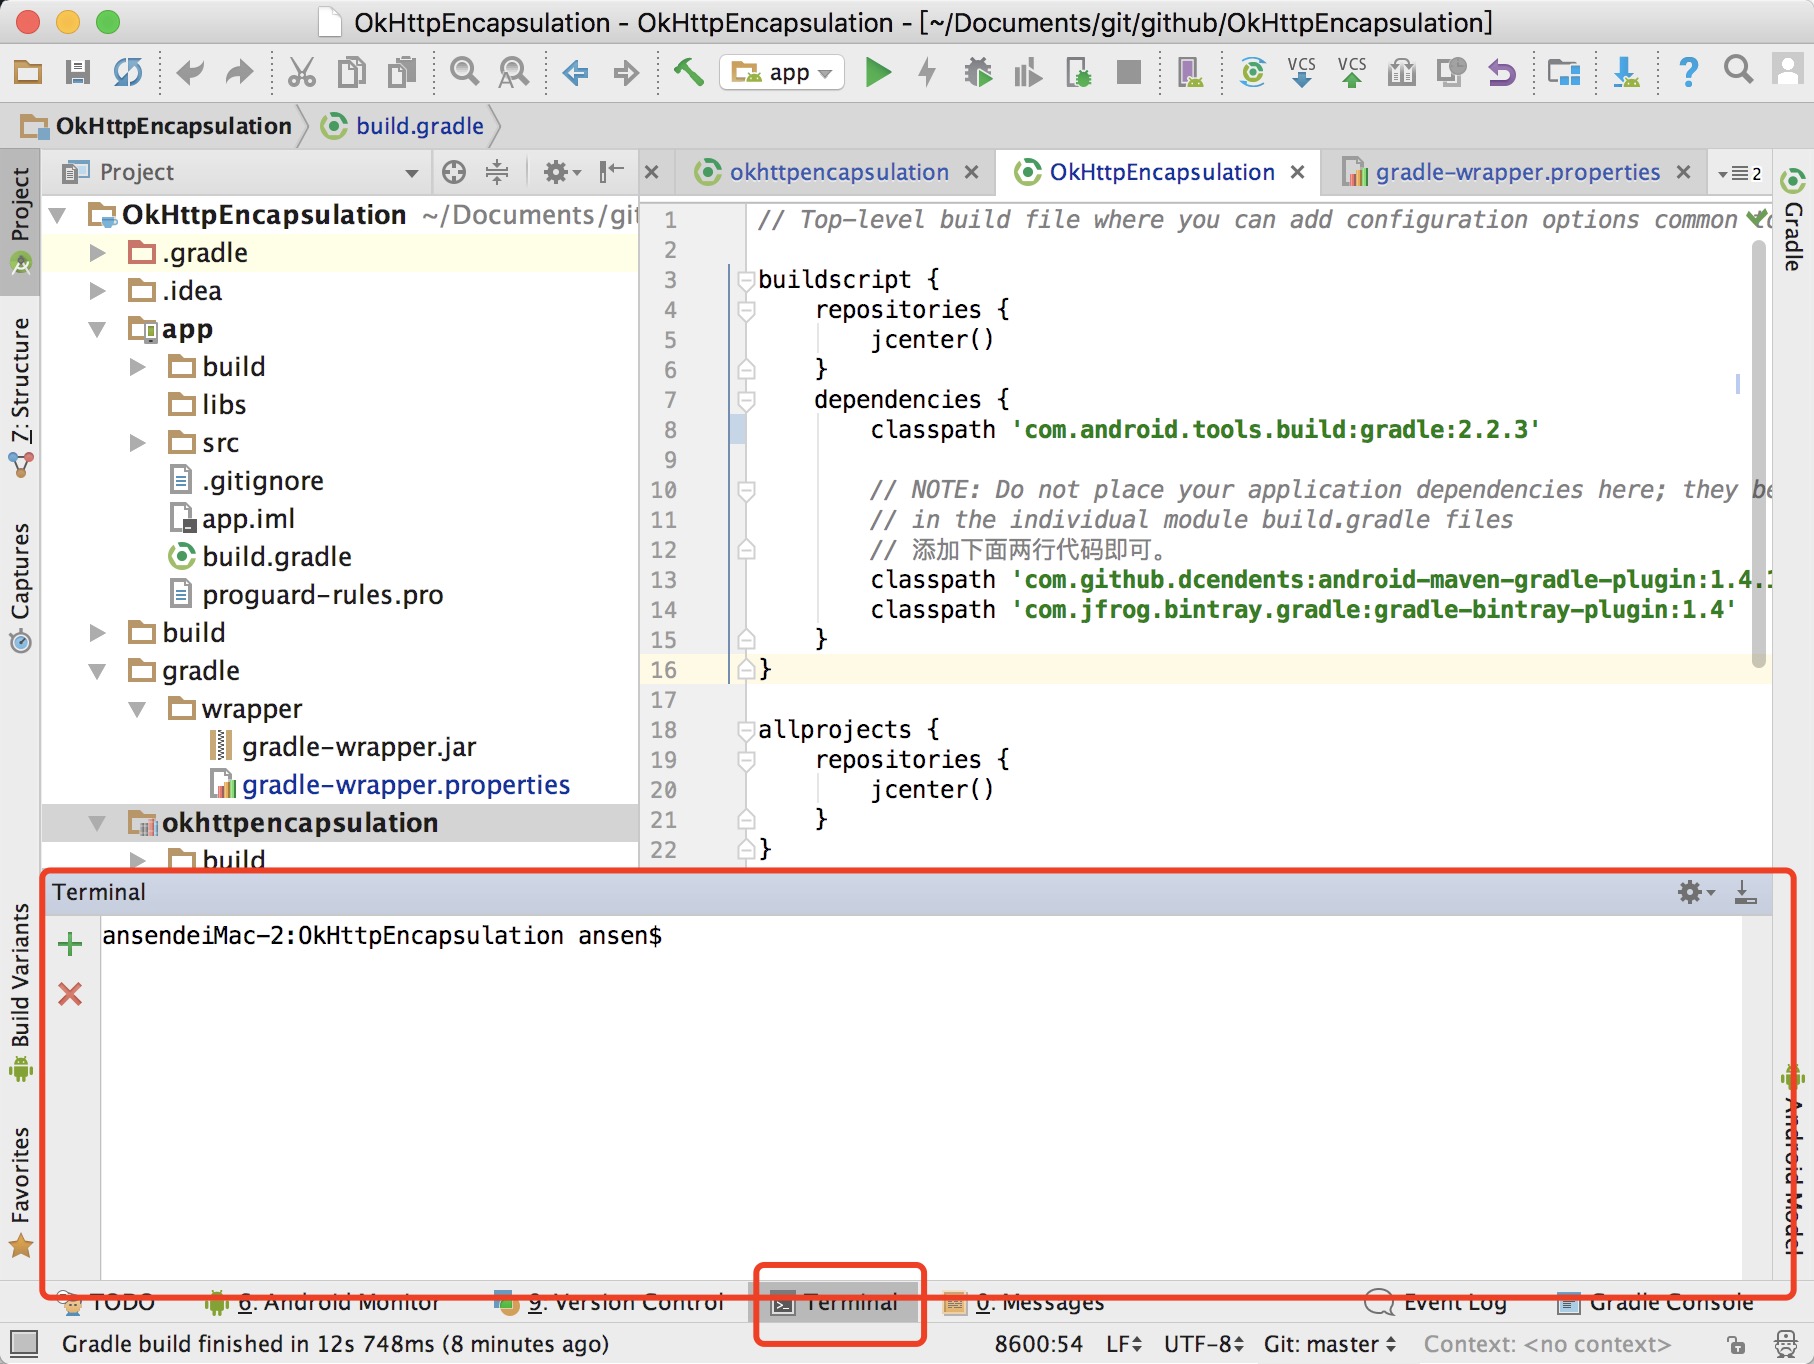 OkHttpEncapsulation - OkHttpEncapsulation - [~/Documents/git/github/OkHttpEncapsulation]
app
VCS
VCS
OkHttpEncapsulation
build.gradle
Project
okhttpencapsulation
OkHttpEncapsulation
gradle-wrapper.properties
2
Project
Z: Structure
Captures
Build Variants
Favorites
OkHttpEncapsulation ~/Documents/git
.gradle
.idea
app
build
libs
src
.gitignore
app.iml
build.gradle
proguard-rules.pro
build
gradle
wrapper
gradle-wrapper.jar
gradle-wrapper.properties
okhttpencapsulation
build
1 // Top-level build file where you can add configuration options common to
2
3 buildscript {
4 repositories {
5 jcenter()
6 }
7 dependencies {
8 classpath 'com.android.tools.build:gradle:2.2.3'
9
10 // NOTE: Do not place your application dependencies here; they be
11 // in the individual module build.gradle files
12 // 添加下面两行代码即可。
13 classpath 'com.github.dcendents:android-maven-gradle-plugin:1.4.1
14 classpath 'com.jfrog.bintray.gradle:gradle-bintray-plugin:1.4'
15 }
16 }
17
18 allprojects {
19 repositories {
20 jcenter()
21 }
22 }
Gradle
Android Model
Terminal
ansendeiMac-2:OkHttpEncapsulation ansen$
TODO
6: Android Monitor
9: Version Control
Terminal
0: Messages
Event Log
Gradle Console
Gradle build finished in 12s 748ms (8 minutes ago)
8600:54
LF
UTF-8
Git: master
Context: <no context>